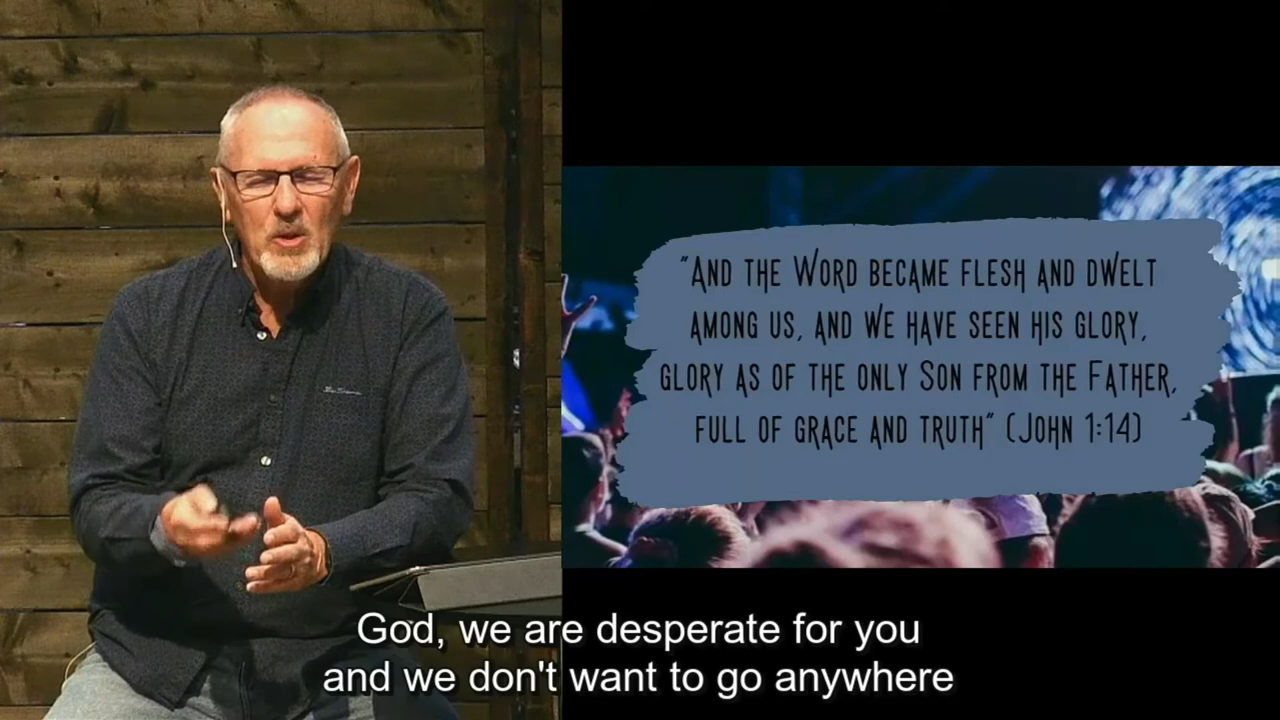 "And the Word became flesh and dwelt
among us, and we have seen his glory,
glory as of the only Son from the Father,
full of grace and truth" (John 1:14)
God, we are desperate for you
and we don't want to go anywhere